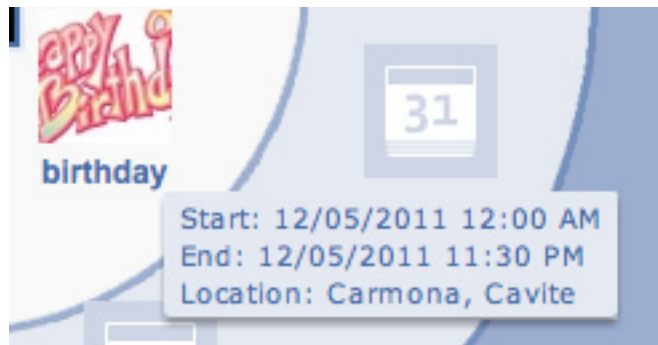 Happy
Birthd
birthday
31
Start: 12/05/2011 12:00 AM
End: 12/05/2011 11:30 PM
Location: Carmona, Cavite